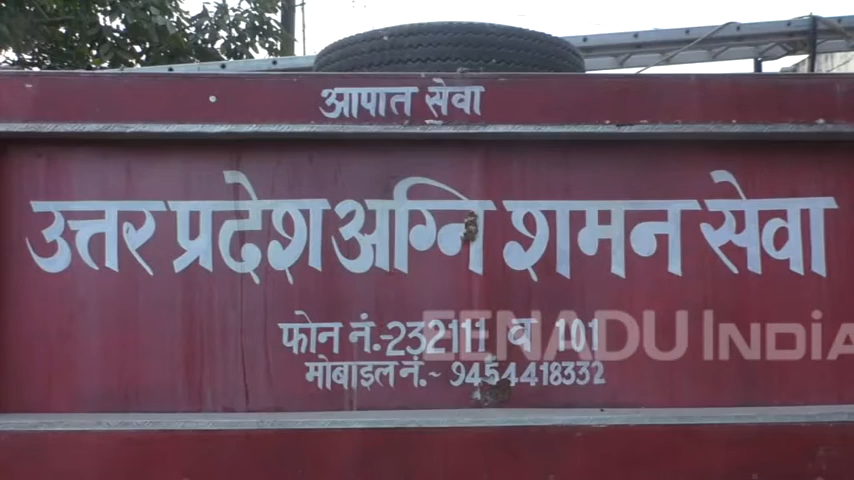 आपात सेवा
उत्तर प्रदेश अग्नि शमन सेवा
फोन नं.-232111 व 101
EENADU INDIA
मोबाइल नं.~ 9454418332